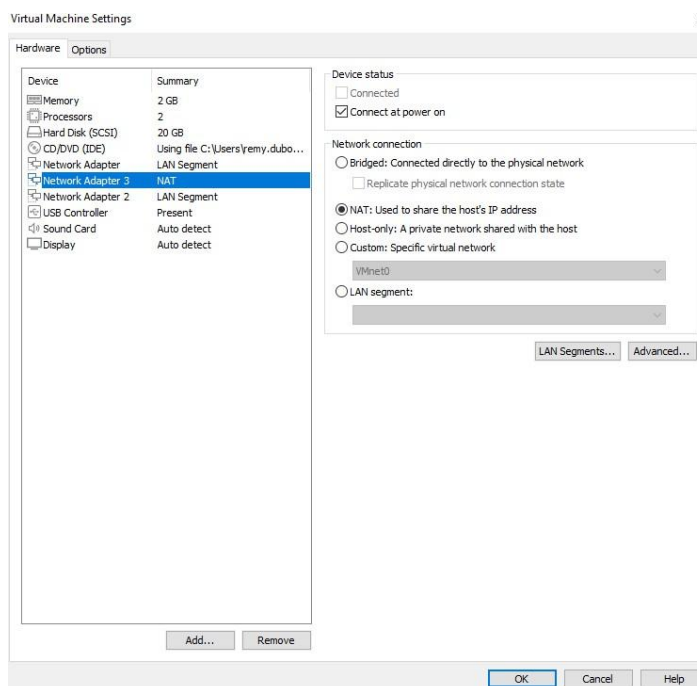 Virtual Machine Settings
Hardware Options
Device Summary
Memory 2 GB
Processors 2
Hard Disk (SCSI) 20 GB
CD/DVD (IDE) Using file C:\Users\remy.dubo...
Network Adapter LAN Segment
Network Adapter 3 NAT
Network Adapter 2 LAN Segment
USB Controller Present
Sound Card Auto detect
Display Auto detect
Add... Remove
Device status
Connected
Connect at power on
Network connection
Bridged: Connected directly to the physical network
Replicate physical network connection state
NAT: Used to share the host's IP address
Host-only: A private network shared with the host
Custom: Specific virtual network
VMnet0
LAN segment:
LAN Segments... Advanced...
OK Cancel Help